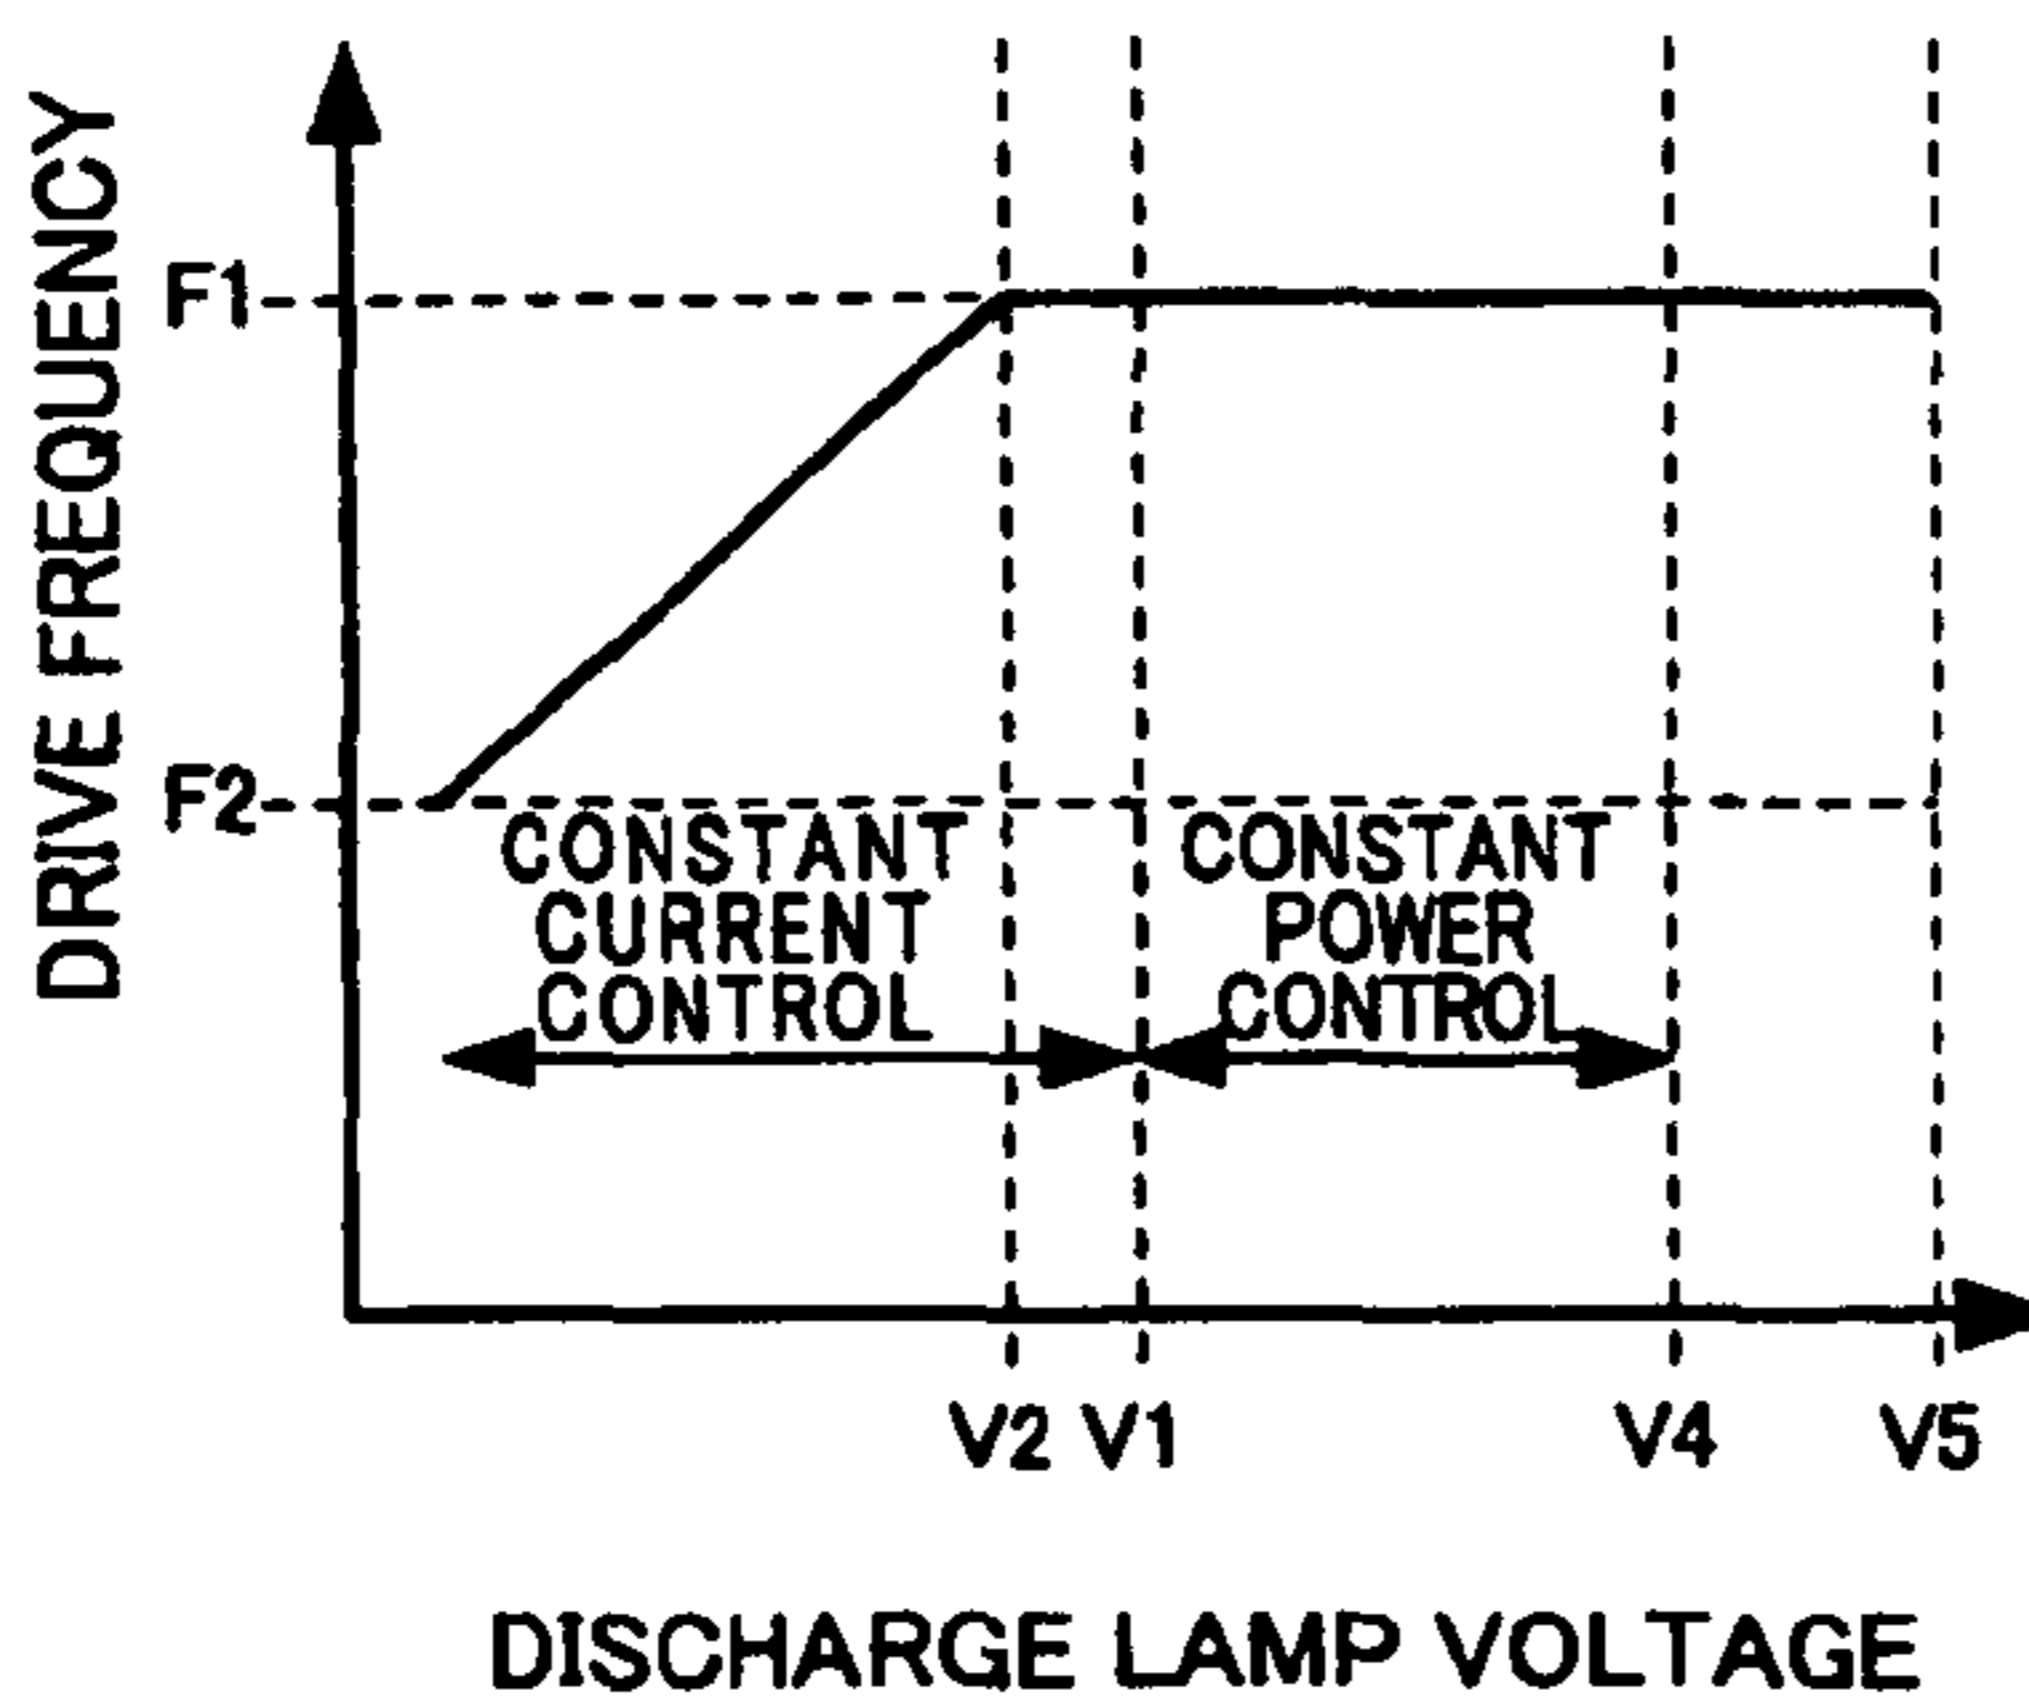 DRIVE FREQUENCY
F1
F2
CONSTANT
CURRENT
CONTROL
CONSTANT
POWER
CONTROL
V2 V1 V4 V5
DISCHARGE LAMP VOLTAGE